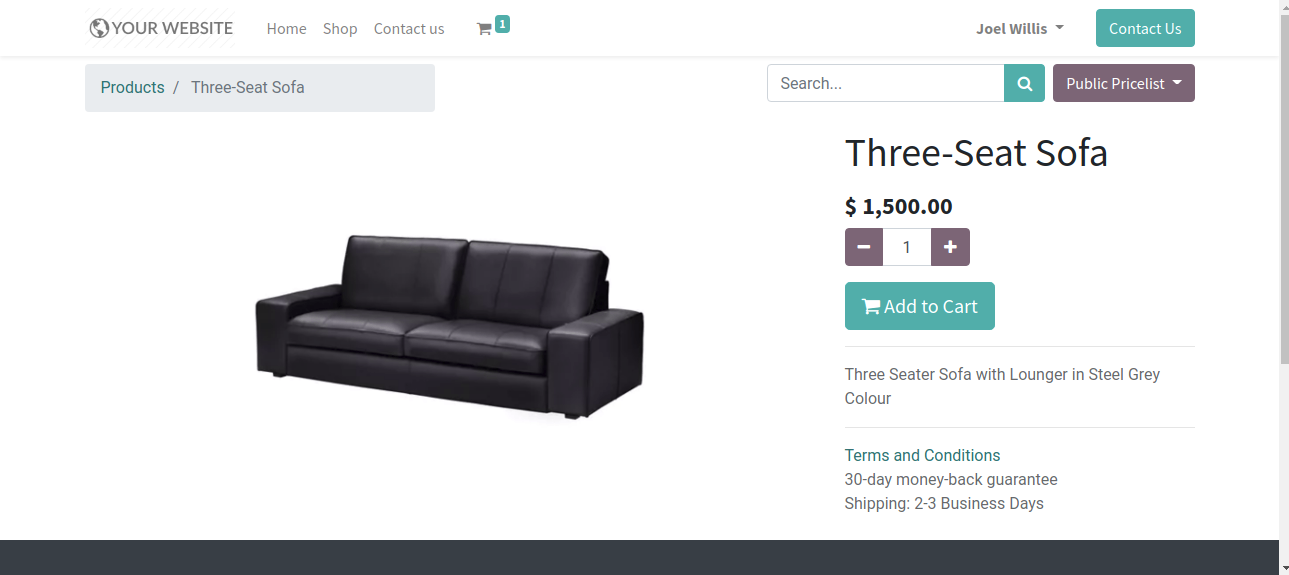 YOUR WEBSITE Home Shop Contact us 1 Joel Willis Contact Us
Products / Three-Seat Sofa Search... Public Pricelist
Three-Seat Sofa
$ 1,500.00
1
Add to Cart
Three Seater Sofa with Lounger in Steel Grey
Colour
Terms and Conditions
30-day money-back guarantee
Shipping: 2-3 Business Days